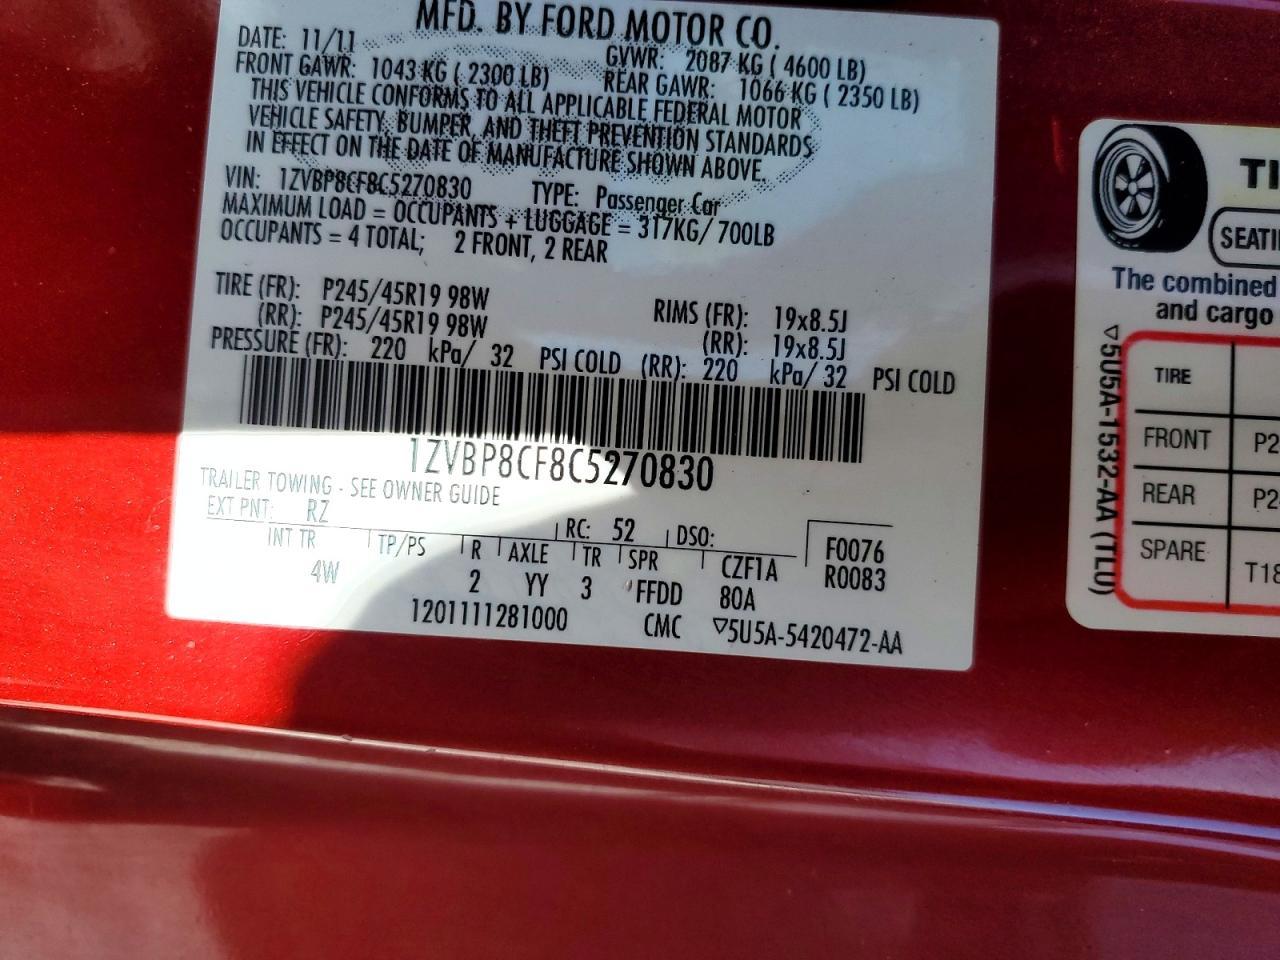 MFD. BY FORD MOTOR CO.
DATE: 11/11 GVWR: 2087 KG ( 4600 LB)
FRONT GAWR: 1043 KG ( 2300 LB) REAR GAWR: 1066 KG ( 2350 LB)
THIS VEHICLE CONFORMS TO ALL APPLICABLE FEDERAL MOTOR
VEHICLE SAFETY, BUMPER, AND THEFT PREVENTION STANDARDS
IN EFFECT ON THE DATE OF MANUFACTURE SHOWN ABOVE.
VIN: 1ZVBP8CF8C5270830 TYPE: Passenger Car
MAXIMUM LOAD = OCCUPANTS + LUGGAGE = 317KG/ 700LB
OCCUPANTS = 4 TOTAL; 2 FRONT, 2 REAR
TIRE (FR): P245/45R19 98W RIMS (FR): 19x8.5J
(RR): P245/45R19 98W (RR): 19x8.5J
PRESSURE (FR): 220 kPa/ 32 PSI COLD (RR): 220 kPa/ 32 PSI COLD
1ZVBP8CF8C5270830
TRAILER TOWING - SEE OWNER GUIDE
EXT PNT: RZ RC: 52 DSO: F0076
INT TR TP/PS R AXLE TR SPR CZF1A R0083
4W 2 YY 3 FFDD 80A
1201111281000 CMC ▽5U5A-5420472-AA
TI
SEATI
The combined
and cargo
▽5U5A-1532-AA (TLU)
TIRE
FRONT P2
REAR P2
SPARE T18